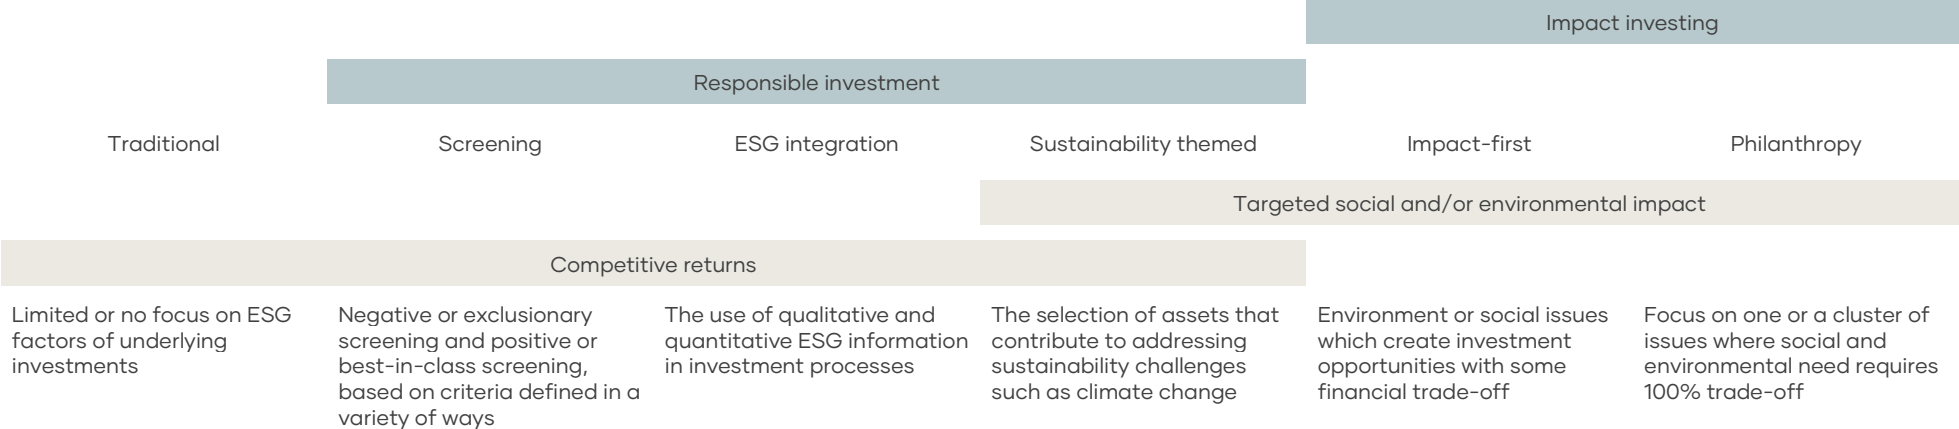 Impact investing
Responsible investment
Traditional
Screening
ESG integration
Sustainability themed
Impact-first
Philanthropy
Targeted social and/or environmental impact
Competitive returns
Limited or no focus on ESG
factors of underlying
investments
Negative or exclusionary
screening and positive or
best-in-class screening,
based on criteria defined in a
variety of ways
The use of qualitative and
quantitative ESG information
in investment processes
The selection of assets that
contribute to addressing
sustainability challenges
such as climate change
Environment or social issues
which create investment
opportunities with some
financial trade-off
Focus on one or a cluster of
issues where social and
environmental need requires
100% trade-off